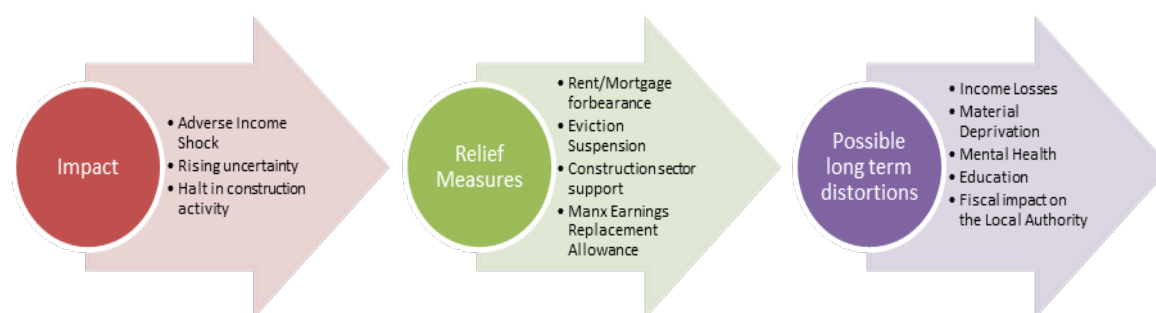 Impact
• Adverse Income
Shock
• Rising uncertainty
• Halt in construction
activity
Relief
Measures
• Rent/Mortgage
forbearance
• Eviction
Suspension
• Construction sector
support
• Manx Earnings
Replacement
Allowance
Possible
long term
distortions
• Income Losses
• Material
Deprivation
• Mental Health
• Education
• Fiscal impact on
the Local Authority